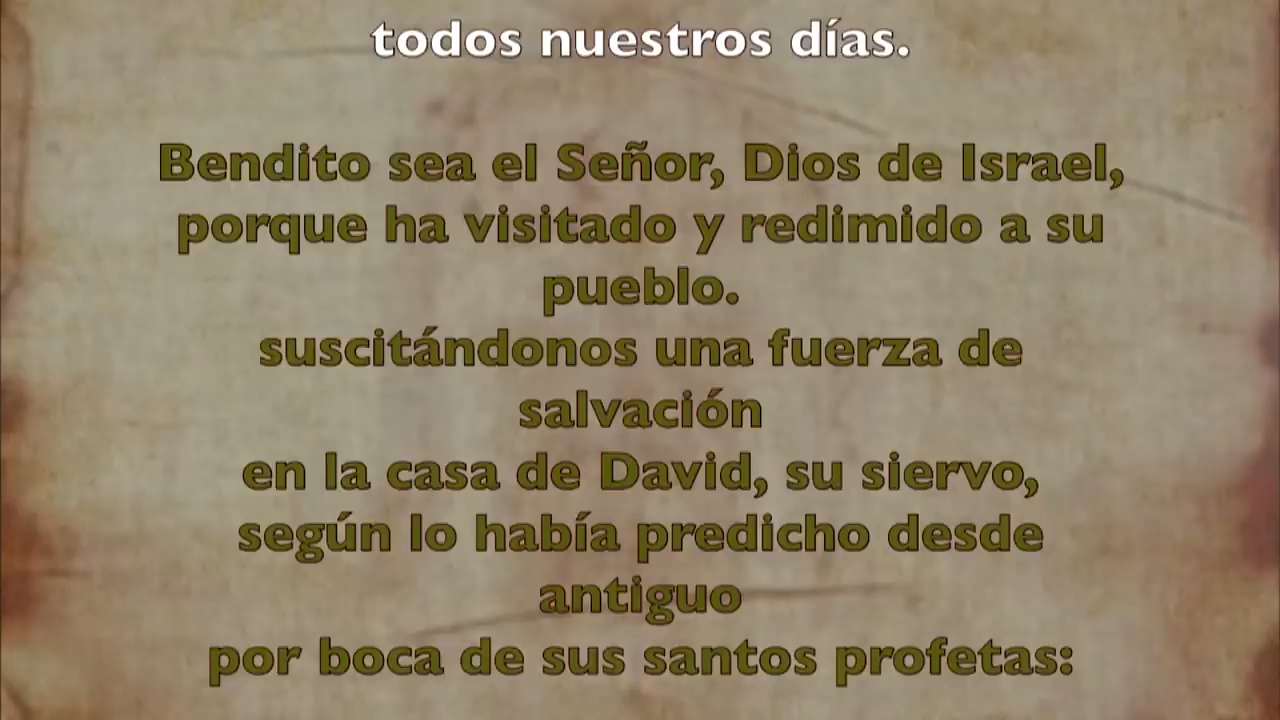 todos nuestros días.
Bendito sea el Señor, Dios de Israel,
porque ha visitado y redimido a su
pueblo.
suscitándonos una fuerza de
salvación
en la casa de David, su siervo,
según lo había predicho desde
antiguo
por boca de sus santos profetas: